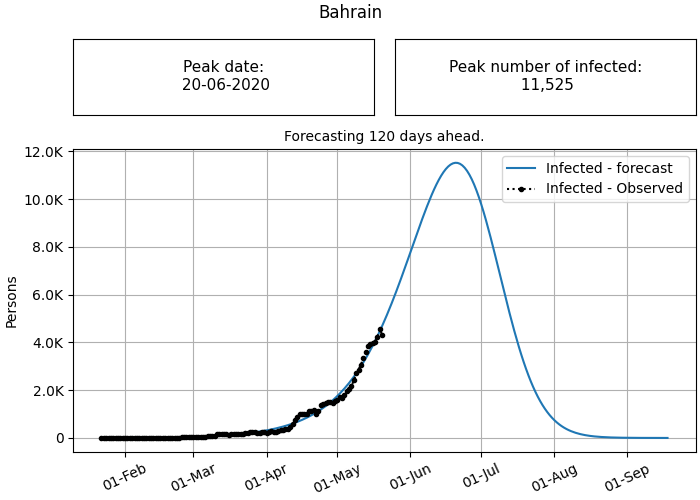 Bahrain
Peak date:
20-06-2020
Peak number of infected:
11,525
Forecasting 120 days ahead.
12.0K
10.0K
8.0K
6.0K
4.0K
2.0K
0
Persons
Infected - forecast
Infected - Observed
01-Feb
01-Mar
01-Apr
01-May
01-Jun
01-Jul
01-Aug
01-Sep